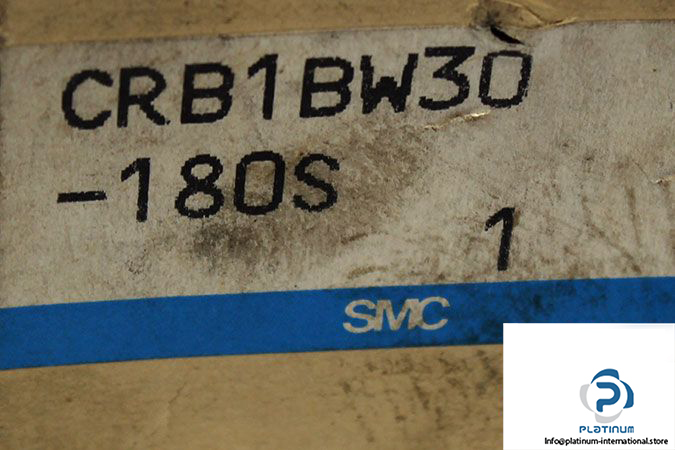 CRB1BW30
-180S
1
SMC
P
PLATINUM
Info@platinum-international.store